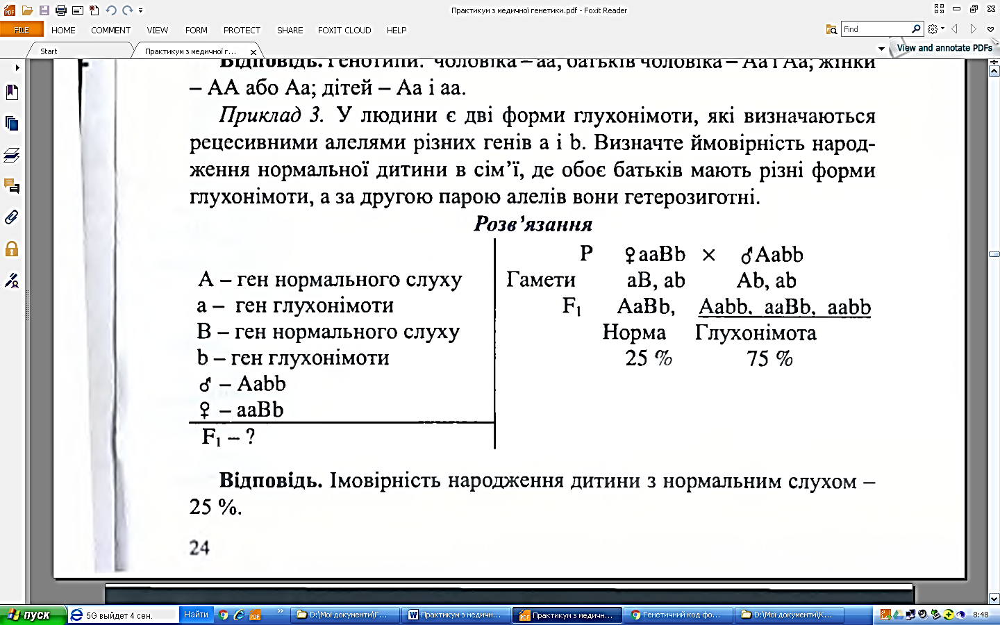 Практикум з медичної генетики.pdf - Foxit Reader
FILE HOME COMMENT VIEW FORM PROTECT SHARE FOXIT CLOUD HELP
Find
Start Практикум з медичної г... View and annotate PDFs
Відповідь. Генотипи: чоловіка – аа, батьків чоловіка – Аа і Аа; жінки
– АА або Аа; дітей – Аа і аа.
Приклад 3. У людини є дві форми глухонімоти, які визначаються
рецесивними алелями різних генів a і b. Визначте ймовірність народ-
ження нормальної дитини в сім’ї, де обоє батьків мають різні форми
глухонімоти, а за другою парою алелів вони гетерозиготні.
Розв’язання
A – ген нормального слуху
a – ген глухонімоти
B – ген нормального слуху
b – ген глухонімоти
♂ – Aabb
♀ – aaBb
F₁ – ?
P ♀aaBb × ♂Aabb
Гамети aB, ab Ab, ab
F₁ AaBb, Aabb, aaBb, aabb
Норма Глухонімота
25 % 75 %
Відповідь. Імовірність народження дитини з нормальним слухом –
25 %.
24
пуск 5G выйдет 4 сен. Найти D:\Мої документи\Г... Практикум з медичн... Практикум з медичн... Генетичний код фо... D:\Мої документи\К... 8:48